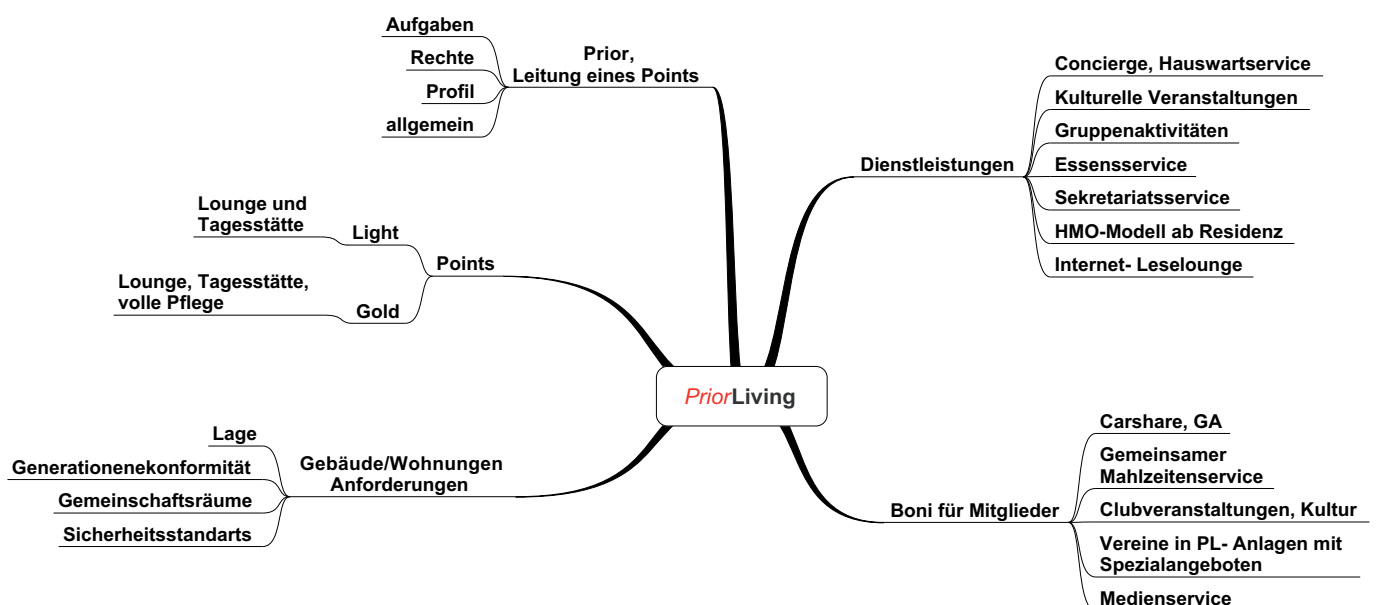 Aufgaben
Rechte
Profil
allgemein
Prior,
Leitung eines Points
Lounge und
Tagesstätte
Light
Lounge, Tagesstätte,
volle Pflege
Gold
Points
Lage
Generationenekonformität
Gemeinschaftsräume
Sicherheitsstandarts
Gebäude/Wohnungen
Anforderungen
PriorLiving
Dienstleistungen
Concierge, Hauswartservice
Kulturelle Veranstaltungen
Gruppenaktivitäten
Essensservice
Sekretariatsservice
HMO-Modell ab Residenz
Internet- Leselounge
Boni für Mitglieder
Carshare, GA
Gemeinsamer
Mahlzeitenservice
Clubveranstaltungen, Kultur
Vereine in PL- Anlagen mit
Spezialangeboten
Medienservice